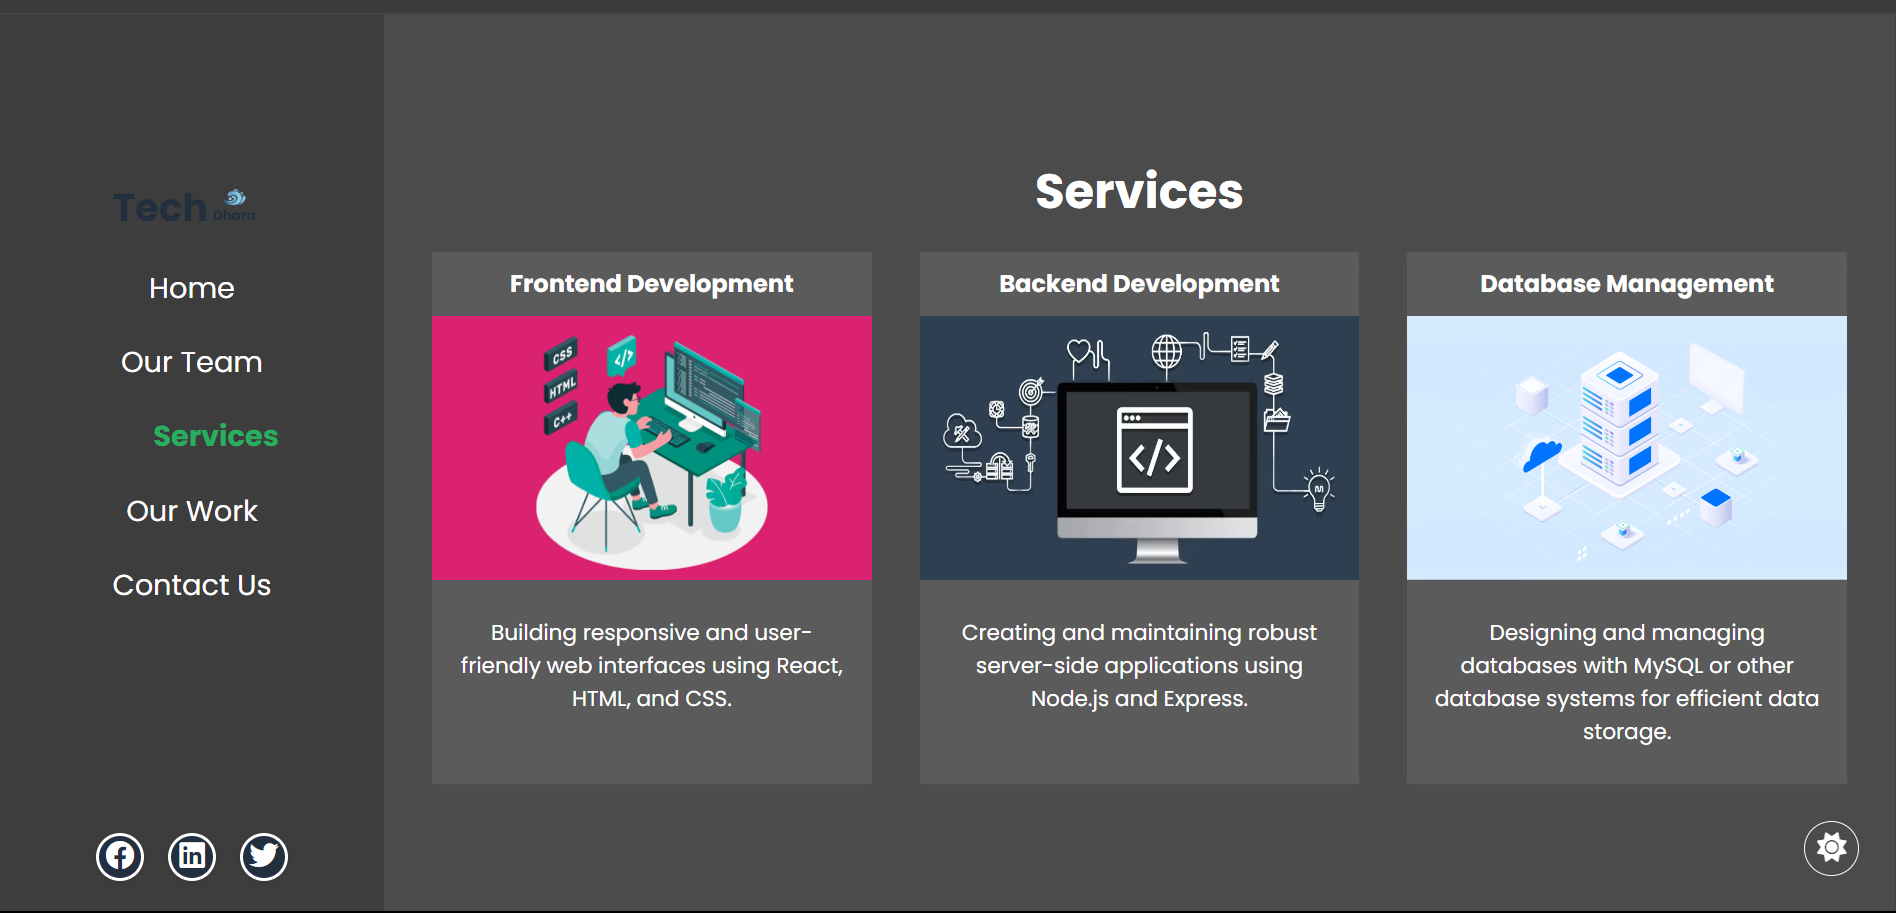 Tech Dhara
Home
Our Team
Services
Our Work
Contact Us
Services
Frontend Development
CSS
HTML
C++
</>
Building responsive and user-
friendly web interfaces using React,
HTML, and CSS.
Backend Development
</>
Creating and maintaining robust
server-side applications using
Node.js and Express.
Database Management
Designing and managing
databases with MySQL or other
database systems for efficient data
storage.